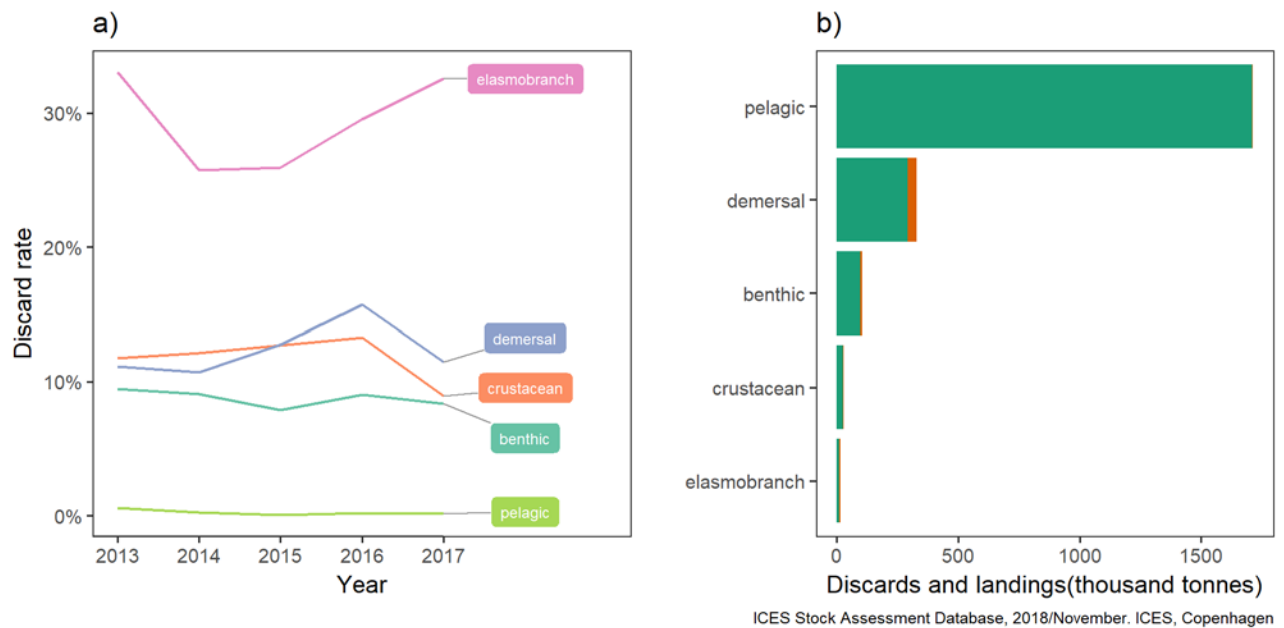 a)
Discard rate
30%
20%
10%
0%
elasmobranch
demersal
crustacean
benthic
pelagic
2013 2014 2015 2016 2017
Year
b)
pelagic
demersal
benthic
crustacean
elasmobranch
0 500 1000 1500
Discards and landings(thousand tonnes)
ICES Stock Assessment Database, 2018/November. ICES, Copenhagen